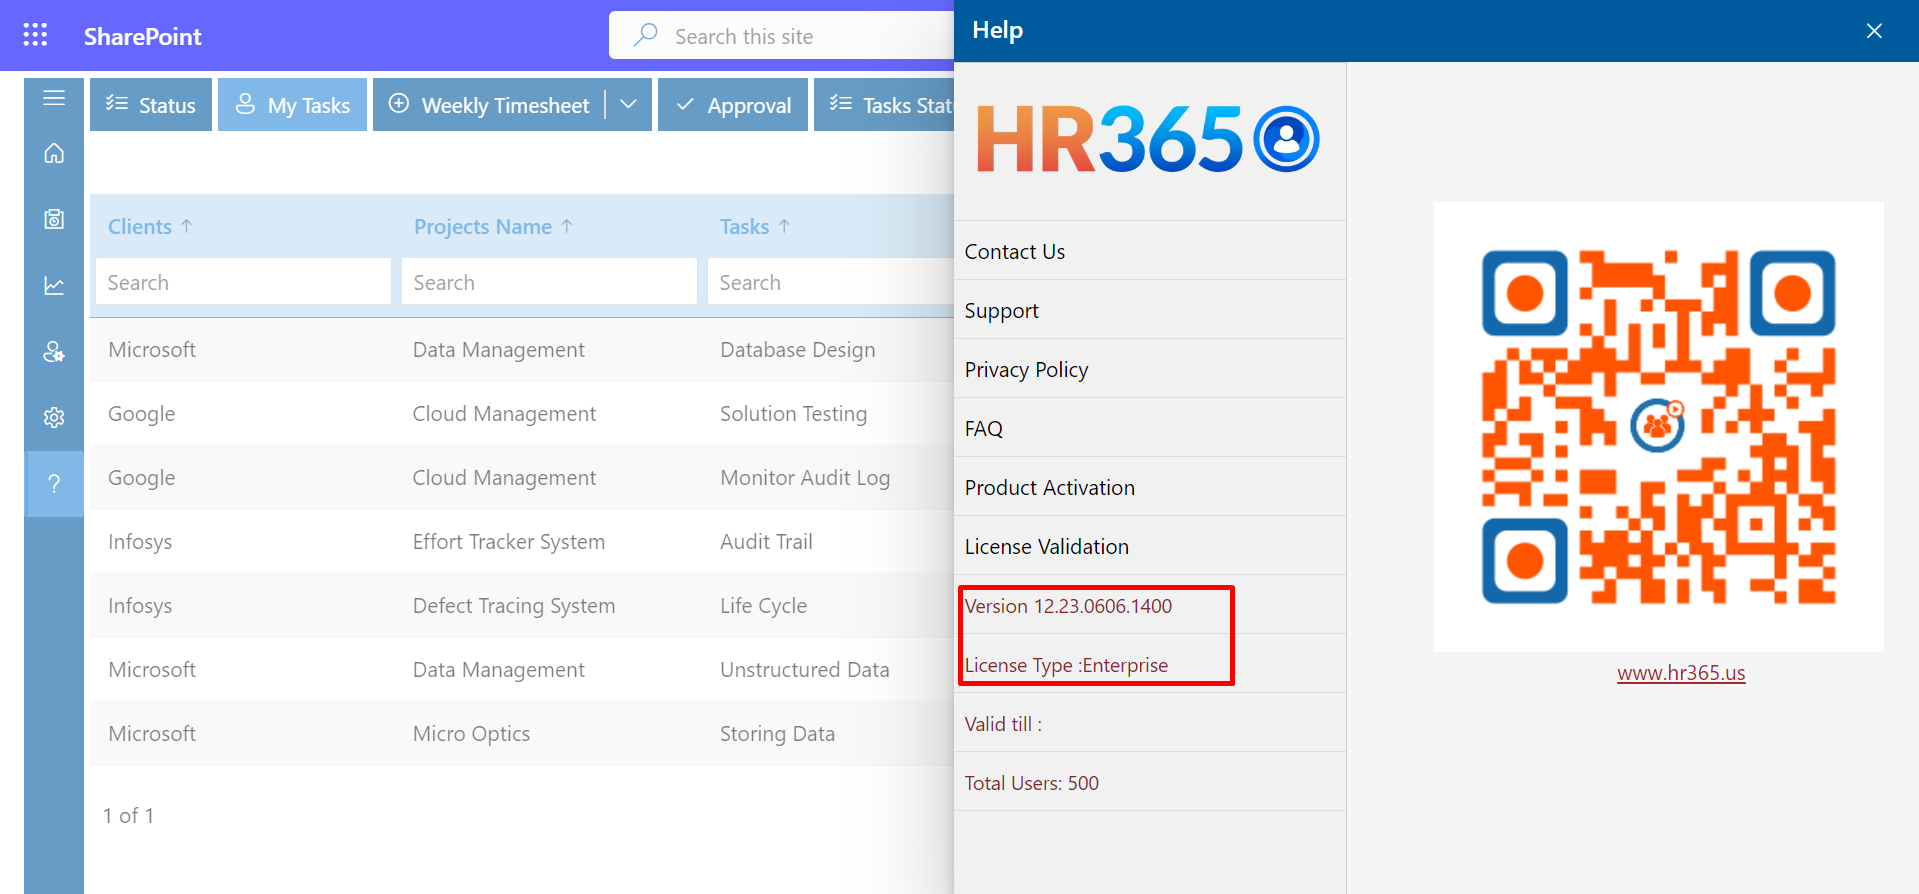 SharePoint
Search this site
Help
Status
My Tasks
Weekly Timesheet
Approval
Tasks
HR365
Clients
Projects Name
Tasks
Search
Search
Search
Microsoft
Data Management
Database Design
Google
Cloud Management
Solution Testing
Google
Cloud Management
Monitor Audit Log
Infosys
Effort Tracker System
Audit Trail
Infosys
Defect Tracing System
Life Cycle
Microsoft
Data Management
Unstructured Data
Microsoft
Micro Optics
Storing Data
1 of 1
Contact Us
Support
Privacy Policy
FAQ
Product Activation
License Validation
Version 12.23.0606.1400
License Type :Enterprise
Valid till :
Total Users: 500
www.hr365.us